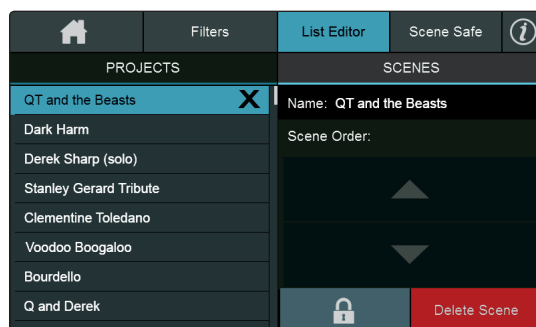 Filters
List Editor
Scene Safe
i
PROJECTS
SCENES
QT and the Beasts X
Dark Harm
Derek Sharp (solo)
Stanley Gerard Tribute
Clementine Toledano
Voodoo Boogaloo
Bourdello
Q and Derek
Name: QT and the Beasts
Scene Order:
Delete Scene